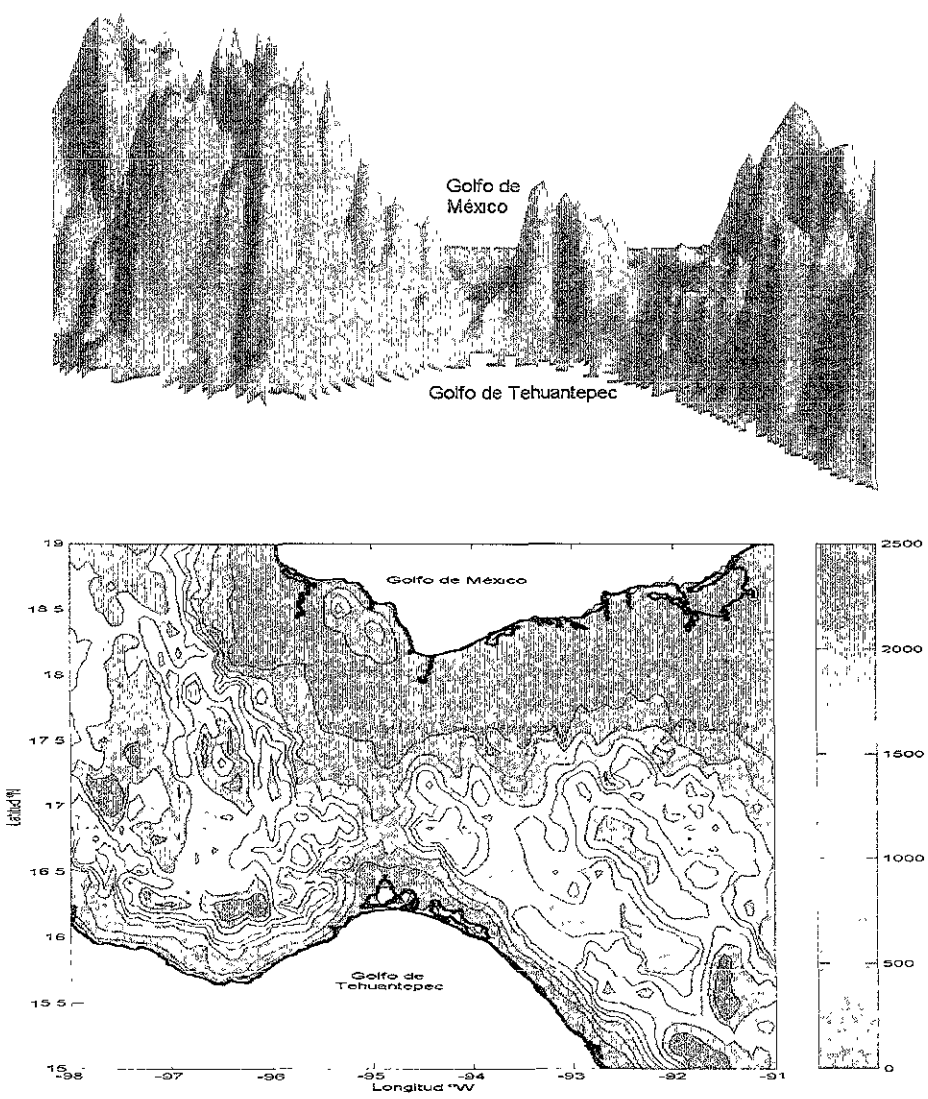 Golfo de
México
Golfo de Tehuantepec
19
18 5
18
17 5
17
16 5
16
15 5
15
Latitud °N
Golfo de México
Golfo de
Tehuantepec
-98
-97
-96
-95
-94
-93
-92
-91
Longitud °W
2500
2000
1500
1000
500
0